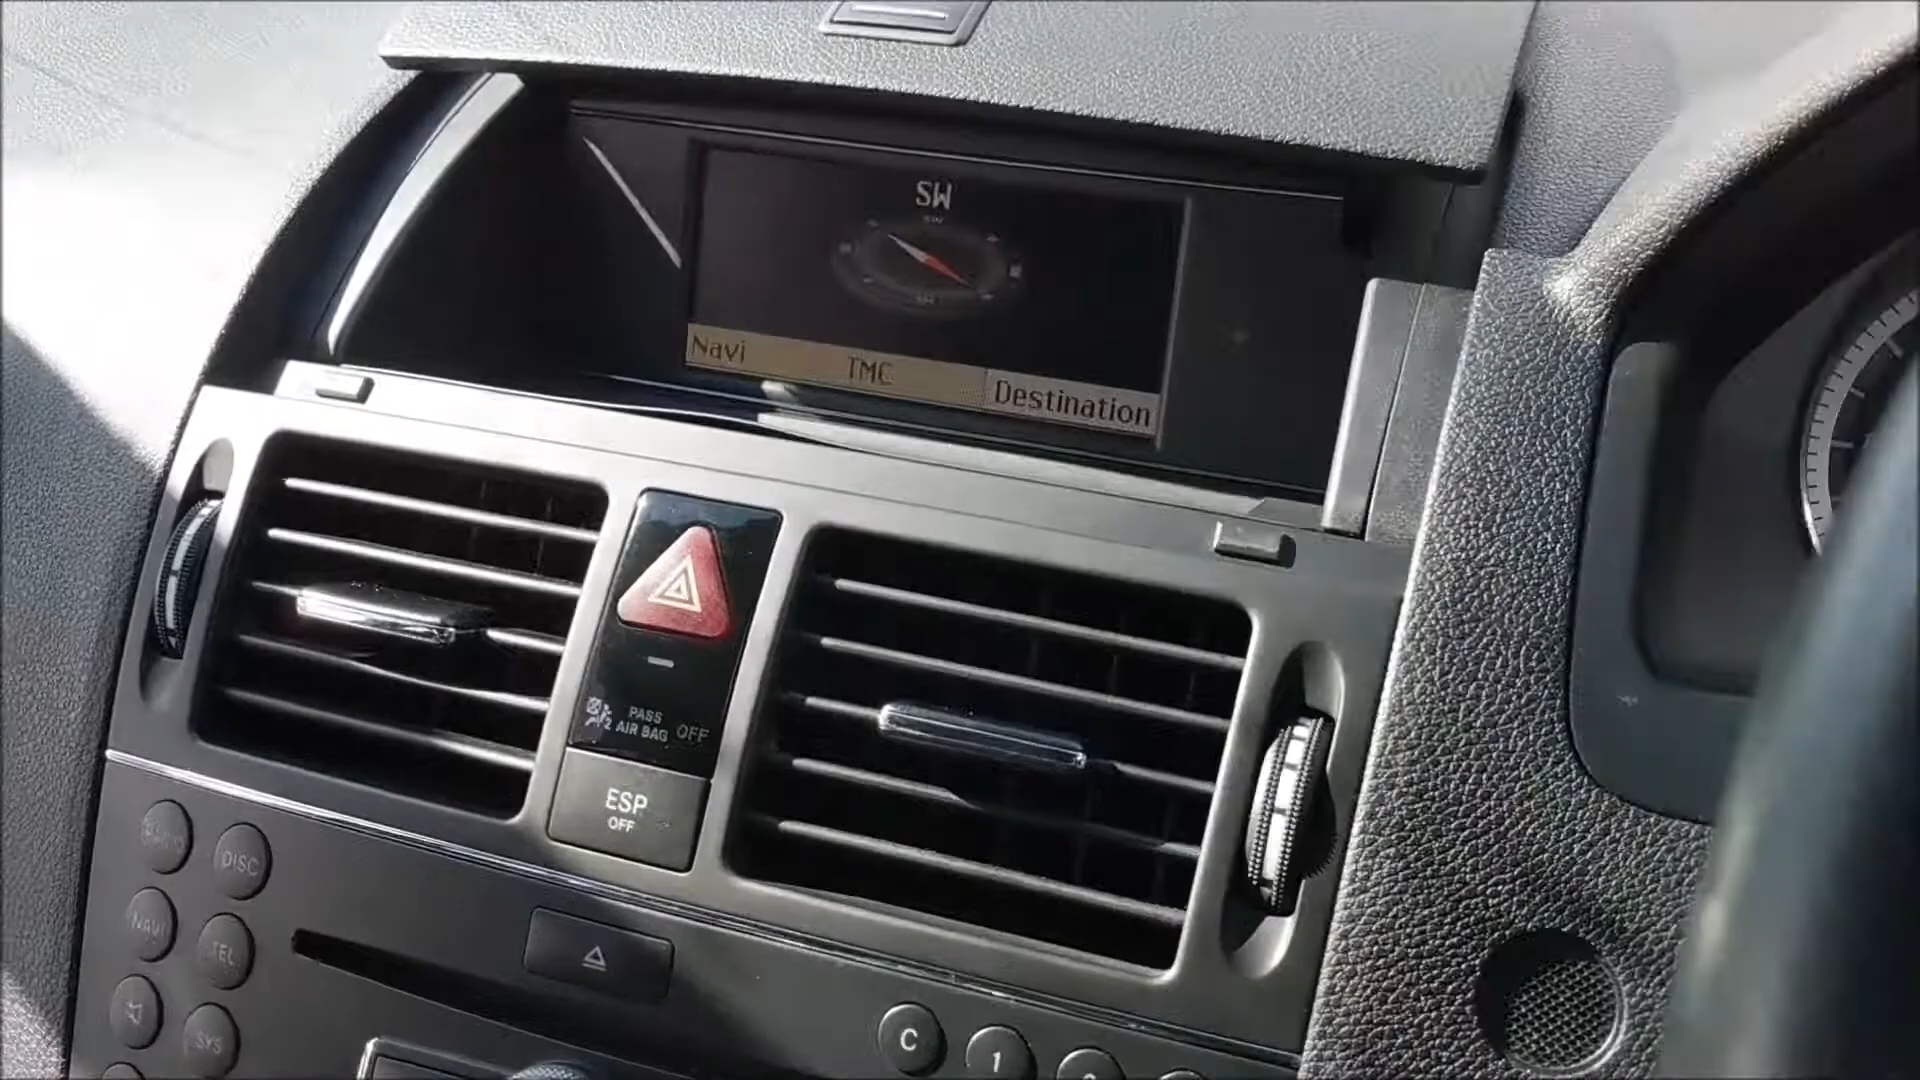 SW
Navi TMC Destination
PASS
AIR BAG OFF
ESP
OFF
DISC
NAVI
TEL
SYS
C
1